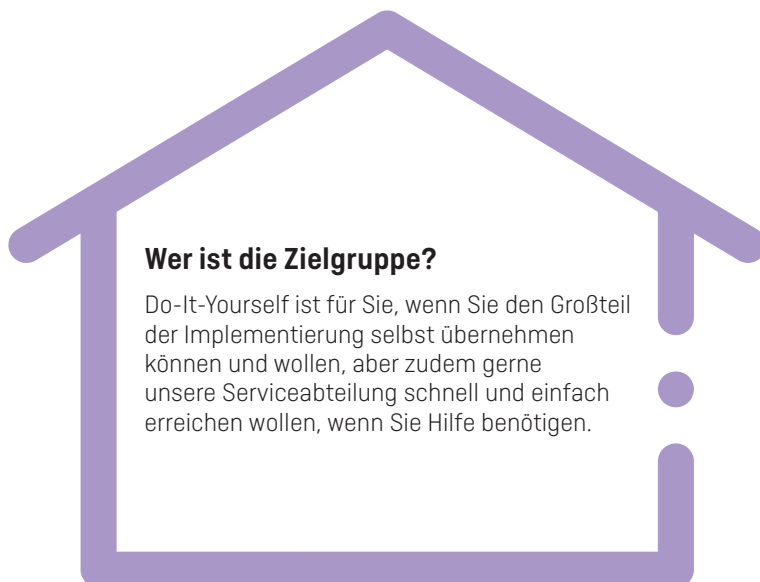 Wer ist die Zielgruppe?
Do-It-Yourself ist für Sie, wenn Sie den Großteil
der Implementierung selbst übernehmen
können und wollen, aber zudem gerne
unsere Serviceabteilung schnell und einfach
erreichen wollen, wenn Sie Hilfe benötigen.